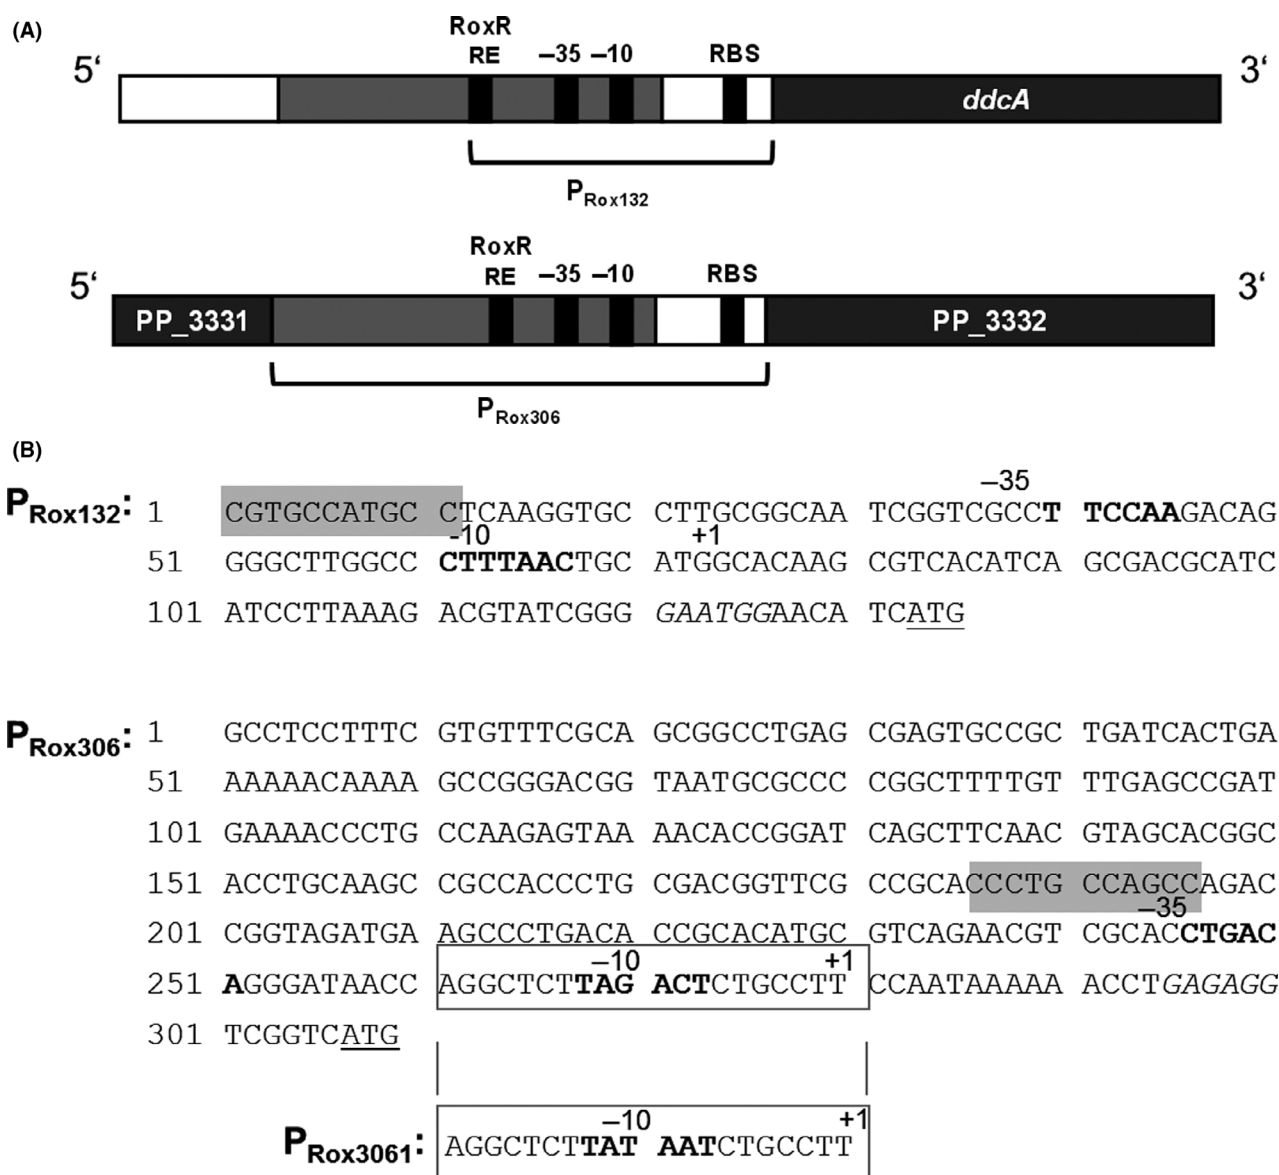 (A)
RoxR
RE –35 –10 RBS
5‘ 3‘
ddcA
PRox132
RoxR
RE –35 –10 RBS
5‘ 3‘
PP_3331 PP_3332
PRox306
(B)
–35
PRox132: 1 CGTGCCATGC CTCAAGGTGC CTTGCGGCAA TCGGTCGCCT TCCAAGACAG
-10 +1
51 GGGCTTGGCC CTTTAACTGC ATGGCACAAG CGTCACATCA GCGACGCATC
101 ATCCTTAAAG ACGTATCGGG GAATGGAACA TCATG
PRox306: 1 GCCTCCTTTC GTGTTTCGCA GCGGCCTGAG CGAGTGCCGC TGATCACTGA
51 AAAAACAAAA GCCGGGACGG TAATGCGCCC CGGCTTTTGT TTGAGCCGAT
101 GAAAACCCTG CCAAGAGTAA AACACCGGAT CAGCTTCAAC GTAGCACGGC
151 ACCTGCAAGC CGCCACCCTG CGACGGTTCG CCGCACCCTG CCAGCCAGAC
–35
201 CGGTAGATGA AGCCCTGACA CCGCACATGC GTCAGAACGT CGCACCTGAC
–10 +1
251 AGGGATAACC AGGCTCTTAG ACTCTGCCTT CCAATAAAAA ACCTGAGAGG
301 TCGGTCATG
–10 +1
PRox3061: AGGCTCTTAT AATCTGCCTT